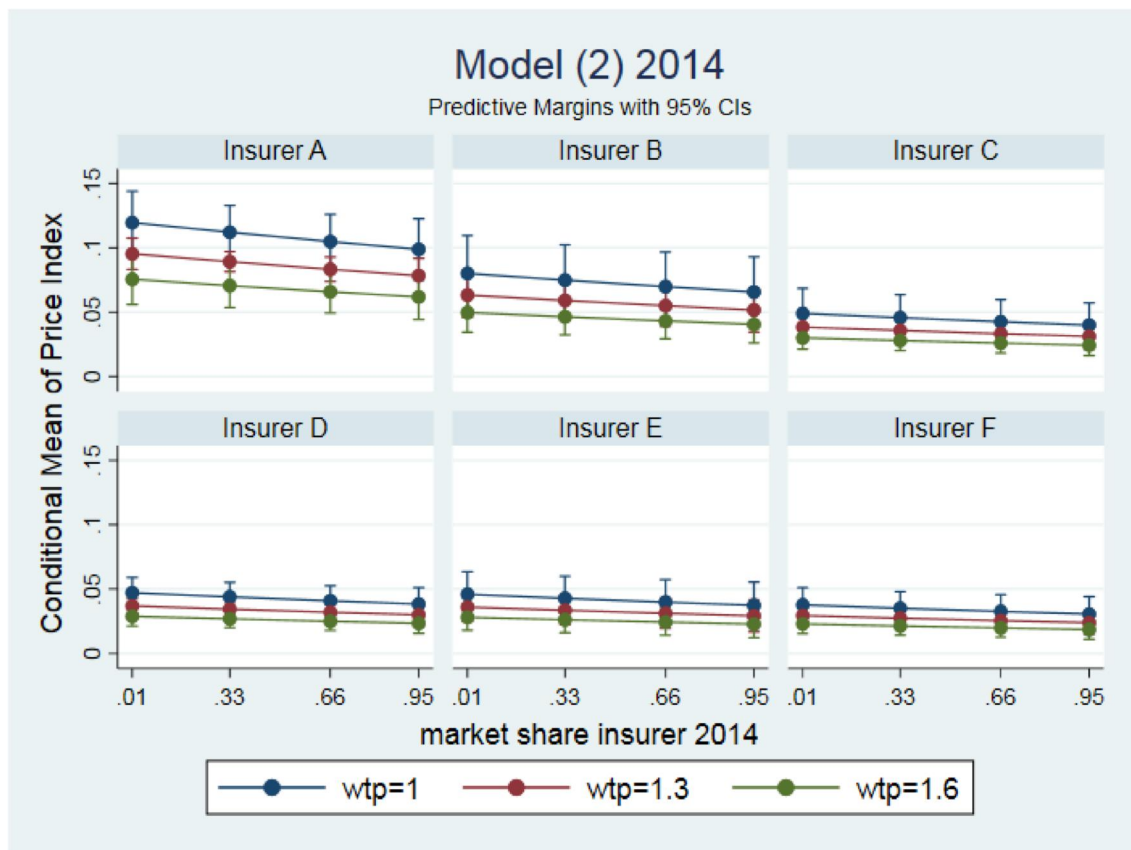 Model (2) 2014
Predictive Margins with 95% CIs
Insurer A Insurer B Insurer C
.15
.1
.05
0
Insurer D Insurer E Insurer F
.15
.1
.05
0
Conditional Mean of Price Index
.01 .33 .66 .95 .01 .33 .66 .95 .01 .33 .66 .95
market share insurer 2014
wtp=1 wtp=1.3 wtp=1.6